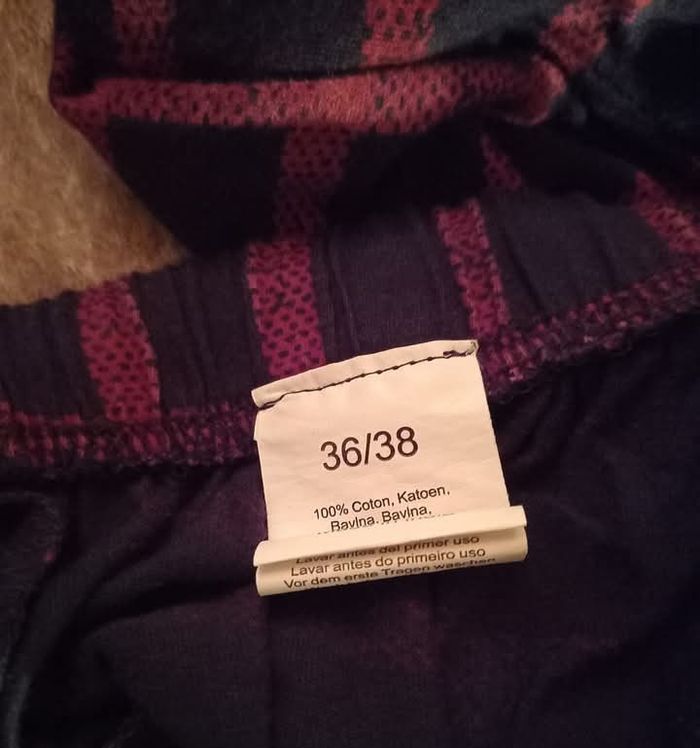 36/38
100% Coton, Katoen,
Bavlna, Bavlna,
Lavar antes del primer uso
Lavar antes do primeiro uso
Vor dem erste Tragen waschen